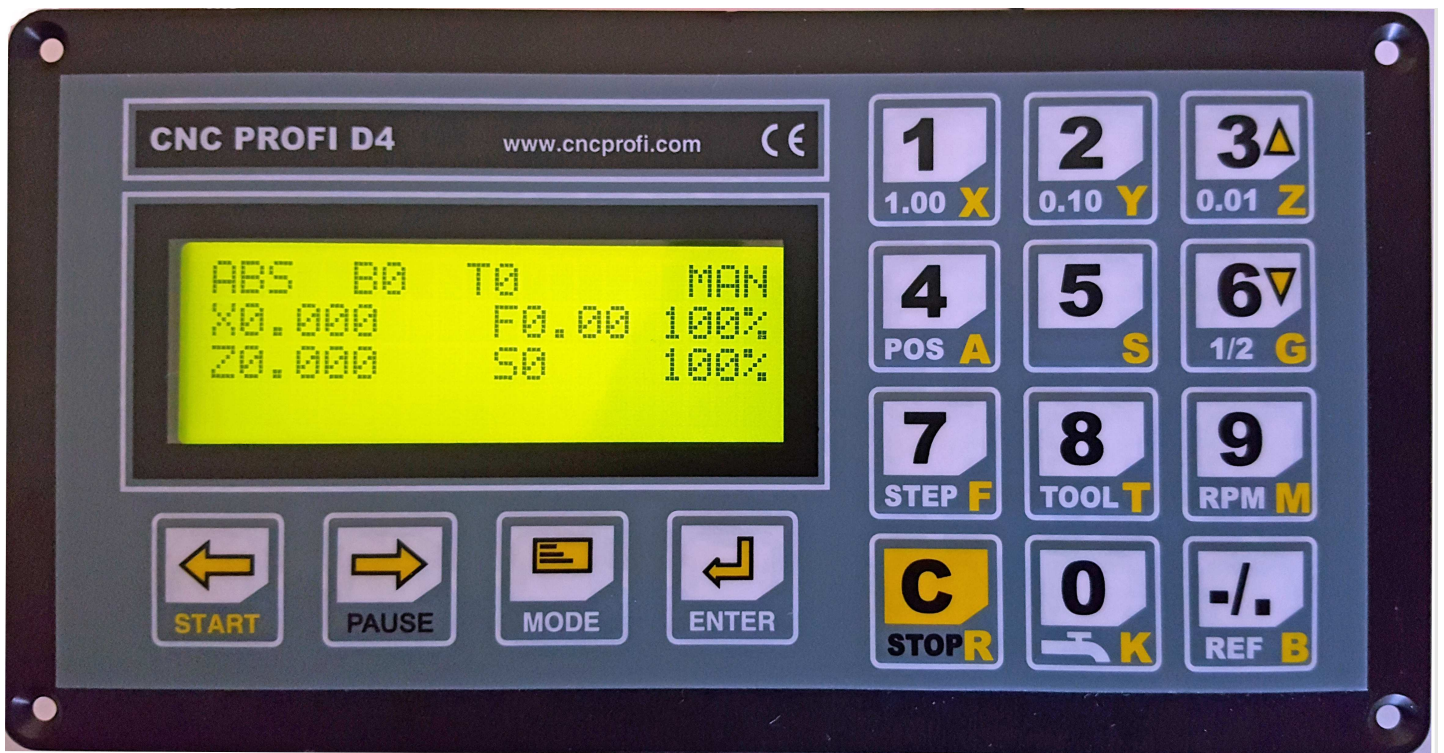 CNC PROFI D4 www.cncprofi.com CE
ABS B0 T0 MAN
X0.000 F0.00 100%
Z0.000 S0 100%
START PAUSE MODE ENTER
1 2 3
1.00 X 0.10 Y 0.01 Z
4 5 6
POS A S 1/2 G
7 8 9
STEP F TOOL T RPM M
C 0 -/.
STOP R K REF B